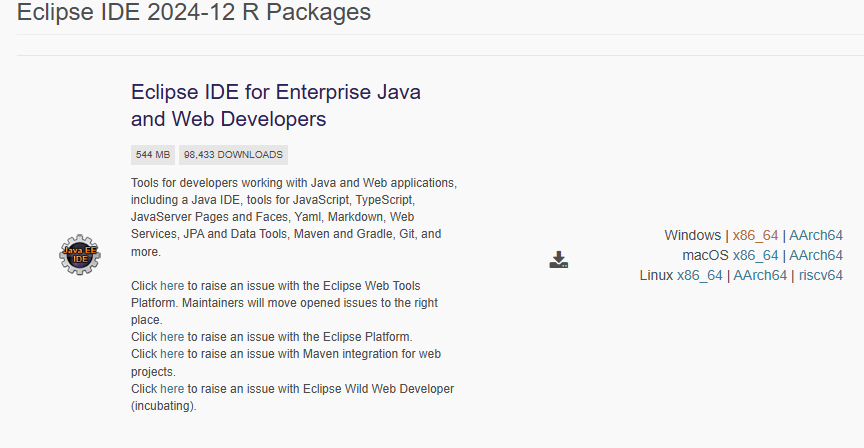 Eclipse IDE 2024-12 R Packages
Eclipse IDE for Enterprise Java
and Web Developers
544 MB 98,433 DOWNLOADS
Tools for developers working with Java and Web applications,
including a Java IDE, tools for JavaScript, TypeScript,
JavaServer Pages and Faces, Yaml, Markdown, Web
Services, JPA and Data Tools, Maven and Gradle, Git, and
more.
Click here to raise an issue with the Eclipse Web Tools
Platform. Maintainers will move opened issues to the right
place.
Click here to raise an issue with the Eclipse Platform.
Click here to raise an issue with Maven integration for web
projects.
Click here to raise an issue with Eclipse Wild Web Developer
(incubating).
Java EE
IDE
Windows | x86_64 | AArch64
macOS x86_64 | AArch64
Linux x86_64 | AArch64 | riscv64